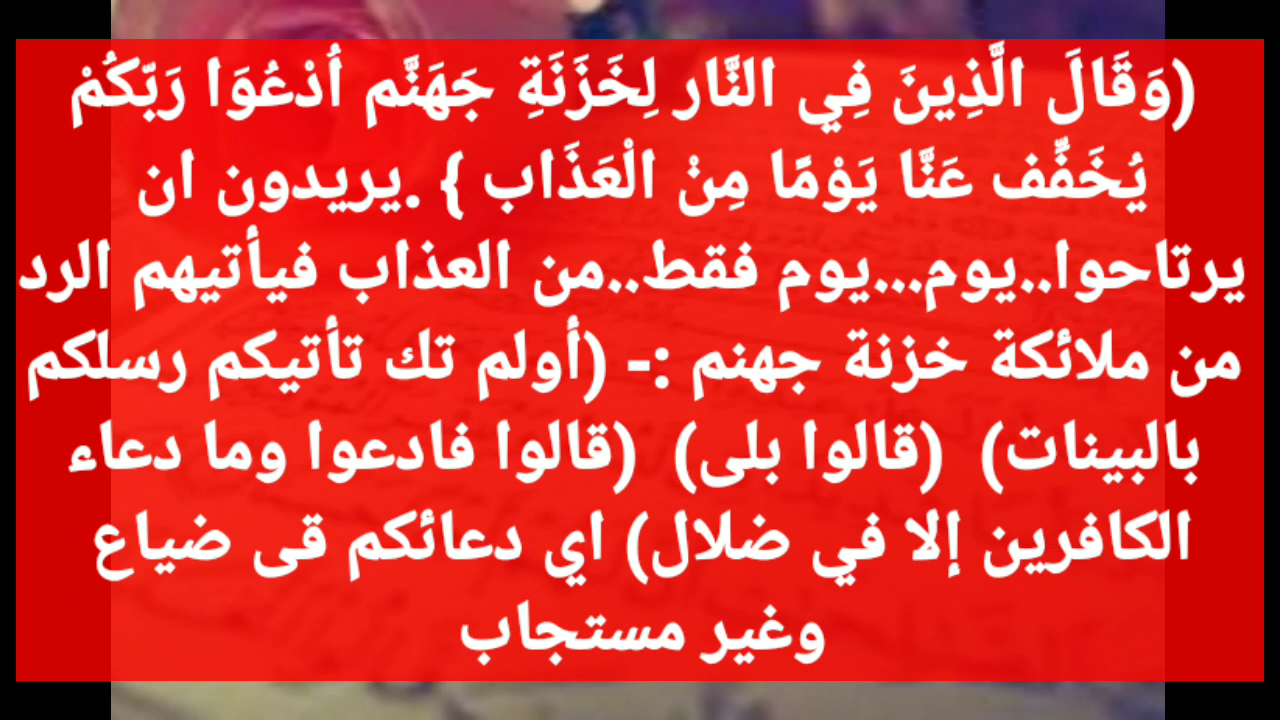 (وَقَالَ الَّذِينَ فِي النَّار لِخَزَنَةِ جَهَنَّم أُدْعُوَا رَبّكُمْ
يُخَفِّف عَنَّا يَوْمًا مِنْ الْعَذَاب } .يريدون ان
يرتاحوا..يوم...يوم فقط..من العذاب فيأتيهم الرد
من ملائكة خزنة جهنم :- (أولم تك تأتيكم رسلكم
بالبينات) (قالوا بلى) (قالوا فادعوا وما دعاء
الكافرين إلا في ضلال) اي دعائكم قى ضياع
وغير مستجاب